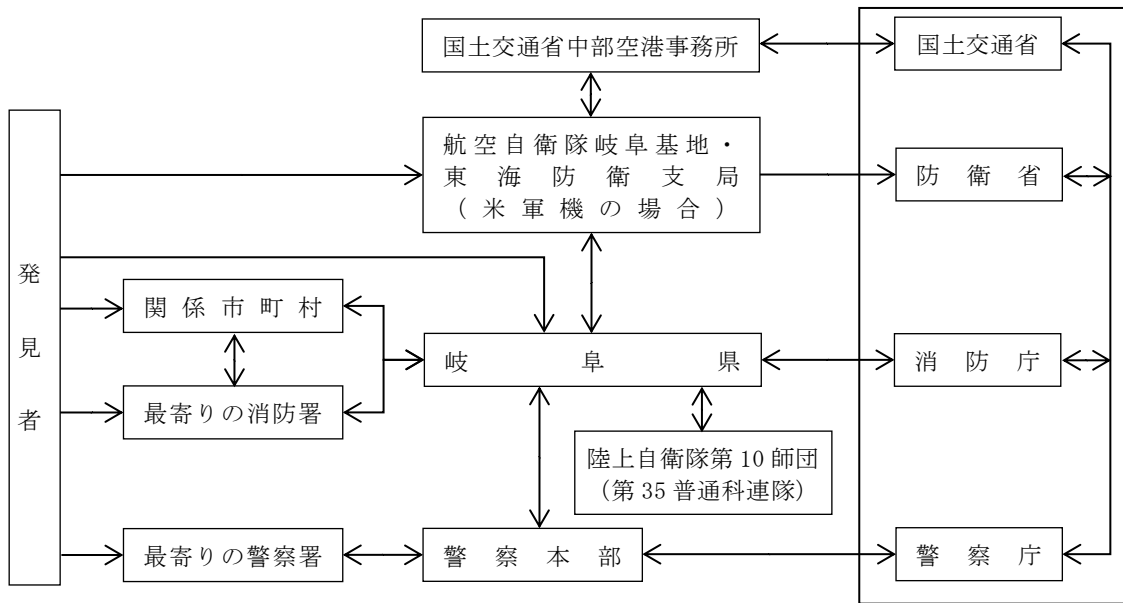 国土交通省中部空港事務所
国土交通省
航空自衛隊岐阜基地・
東海防衛支局
(米軍機の場合)
防衛省
発見者
関係市町村
岐阜県
消防庁
最寄りの消防署
陸上自衛隊第10師団
(第35普通科連隊)
最寄りの警察署
警察本部
警察庁